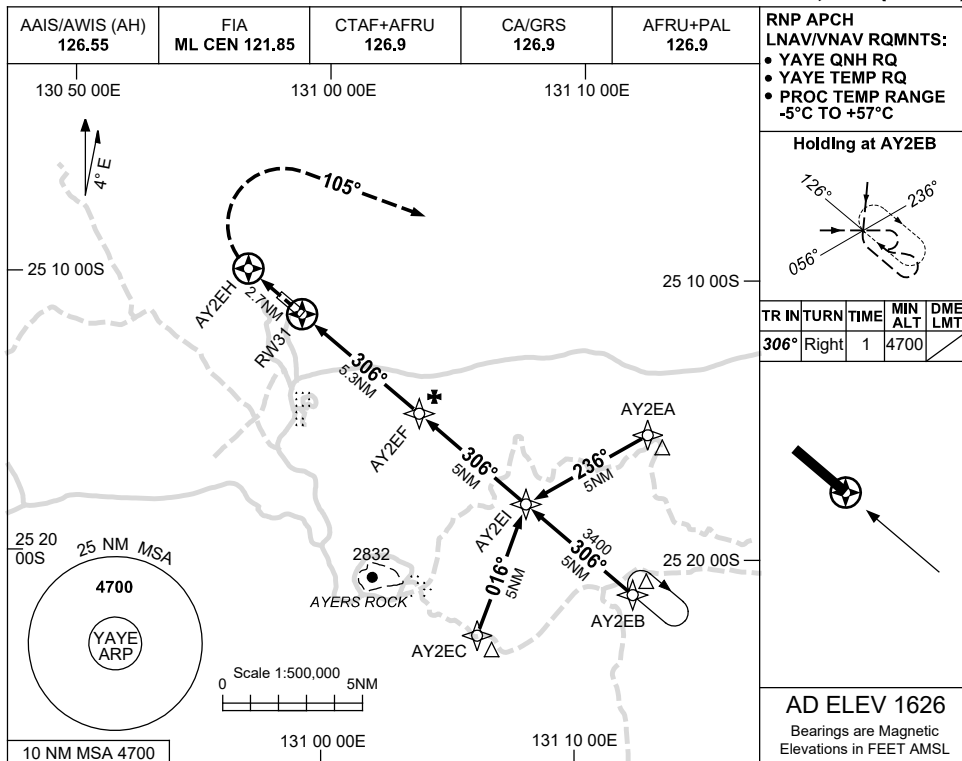 AAIS/AWIS (AH)
126.55
FIA
ML CEN 121.85
CTAF+AFRU
126.9
CA/GRS
126.9
AFRU+PAL
126.9
RNP APCH
LNAV/VNAV RQMNTS:
• YAYE QNH RQ
• YAYE TEMP RQ
• PROC TEMP RANGE
-5°C TO +57°C
130 50 00E
131 00 00E
131 10 00E
4° E
Holding at AY2EB
126°
236°
056°
TR IN TURN TIME MIN ALT DME LMT
306° Right 1 4700
105°
25 10 00S
25 10 00S
AY2EH
2.7NM
RW31
306°
5.3NM
AY2EF
AY2EA
306°
5NM
236°
5NM
AY2EI
25 20
00S
25 NM MSA
4700
YAYE
ARP
2832
AYERS ROCK
016°
5NM
3400
306°
5NM
25 20 00S
AY2EB
AY2EC
Scale 1:500,000
0 5NM
10 NM MSA 4700
131 00 00E
131 10 00E
AD ELEV 1626
Bearings are Magnetic
Elevations in FEET AMSL